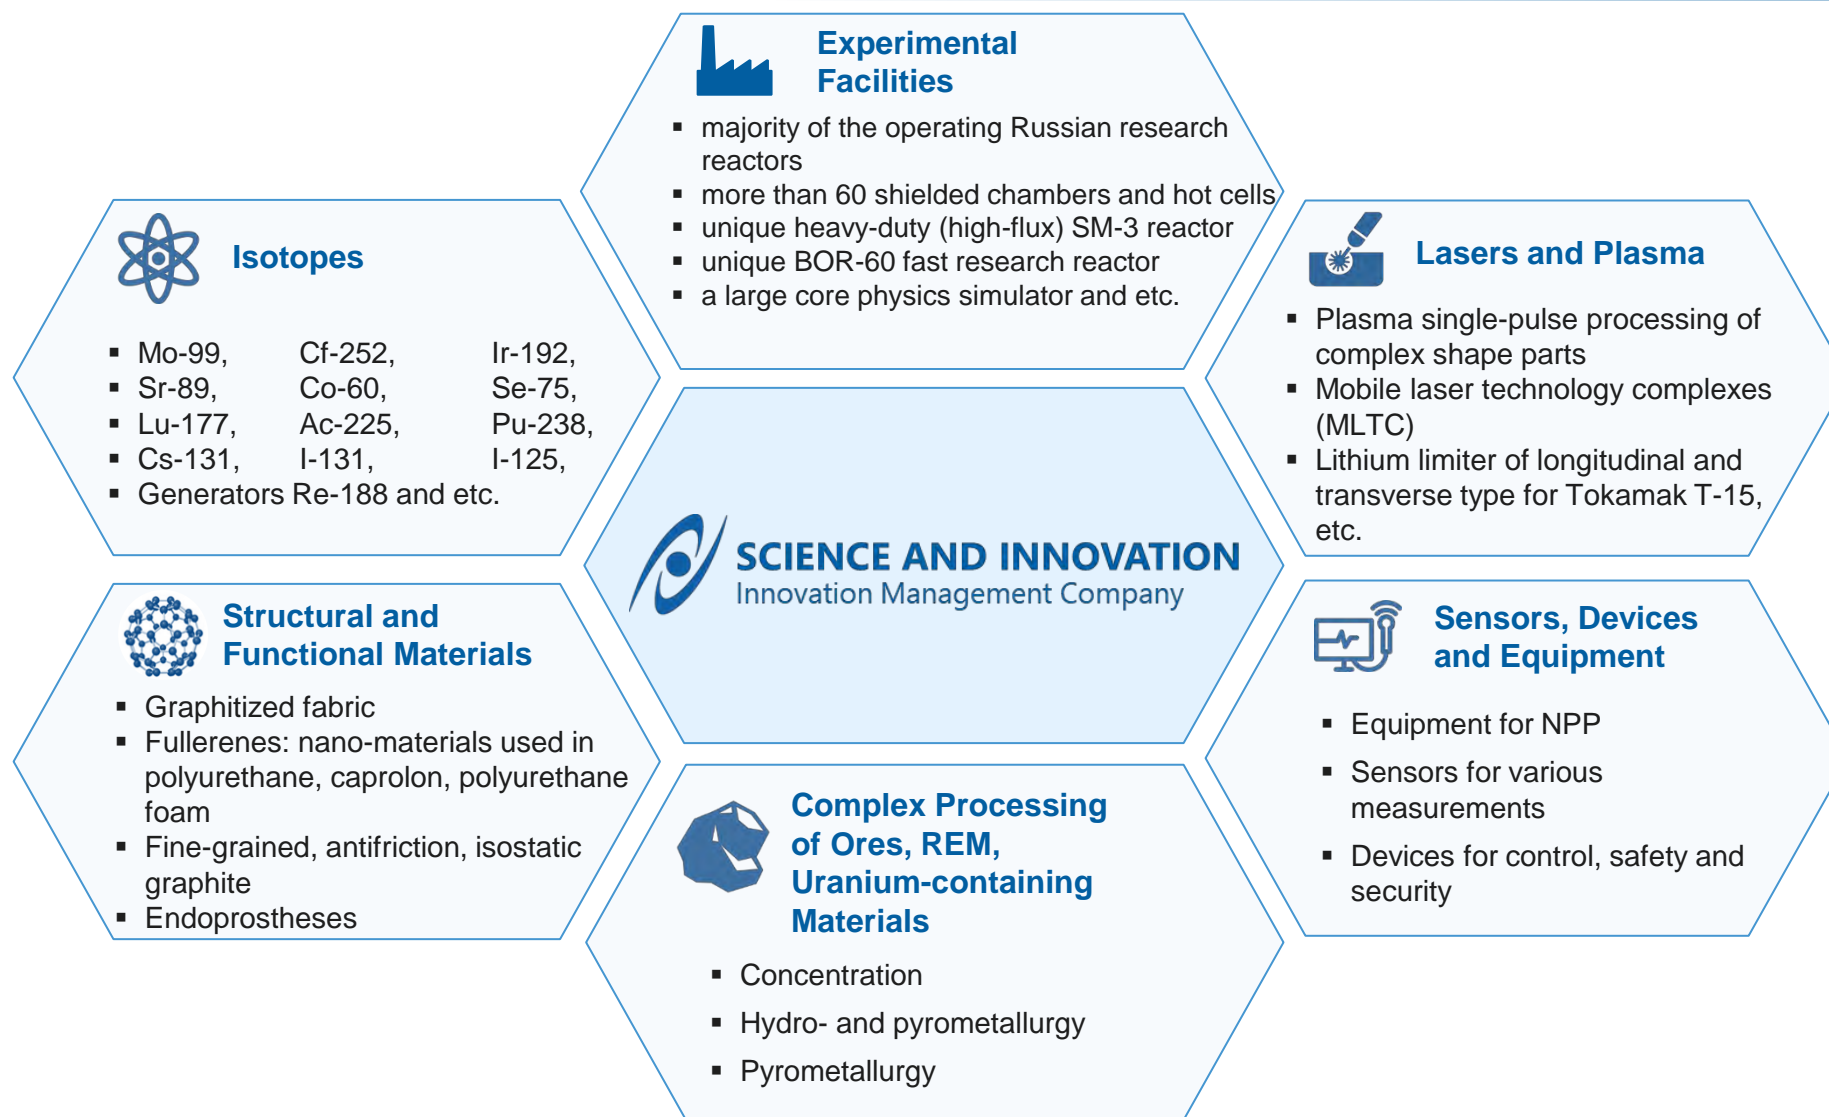 Experimental
Facilities
▪ majority of the operating Russian research
reactors
▪ more than 60 shielded chambers and hot cells
▪ unique heavy-duty (high-flux) SM-3 reactor
▪ unique BOR-60 fast research reactor
▪ a large core physics simulator and etc.
Isotopes
▪ Mo-99, Cf-252, Ir-192,
▪ Sr-89, Co-60, Se-75,
▪ Lu-177, Ac-225, Pu-238,
▪ Cs-131, I-131, I-125,
▪ Generators Re-188 and etc.
Lasers and Plasma
▪ Plasma single-pulse processing of
complex shape parts
▪ Mobile laser technology complexes
(MLTC)
▪ Lithium limiter of longitudinal and
transverse type for Tokamak T-15,
etc.
SCIENCE AND INNOVATION
Innovation Management Company
Structural and
Functional Materials
▪ Graphitized fabric
▪ Fullerenes: nano-materials used in
polyurethane, caprolon, polyurethane
foam
▪ Fine-grained, antifriction, isostatic
graphite
▪ Endoprostheses
Sensors, Devices
and Equipment
▪ Equipment for NPP
▪ Sensors for various
measurements
▪ Devices for control, safety and
security
Complex Processing
of Ores, REM,
Uranium-containing
Materials
▪ Concentration
▪ Hydro- and pyrometallurgy
▪ Pyrometallurgy